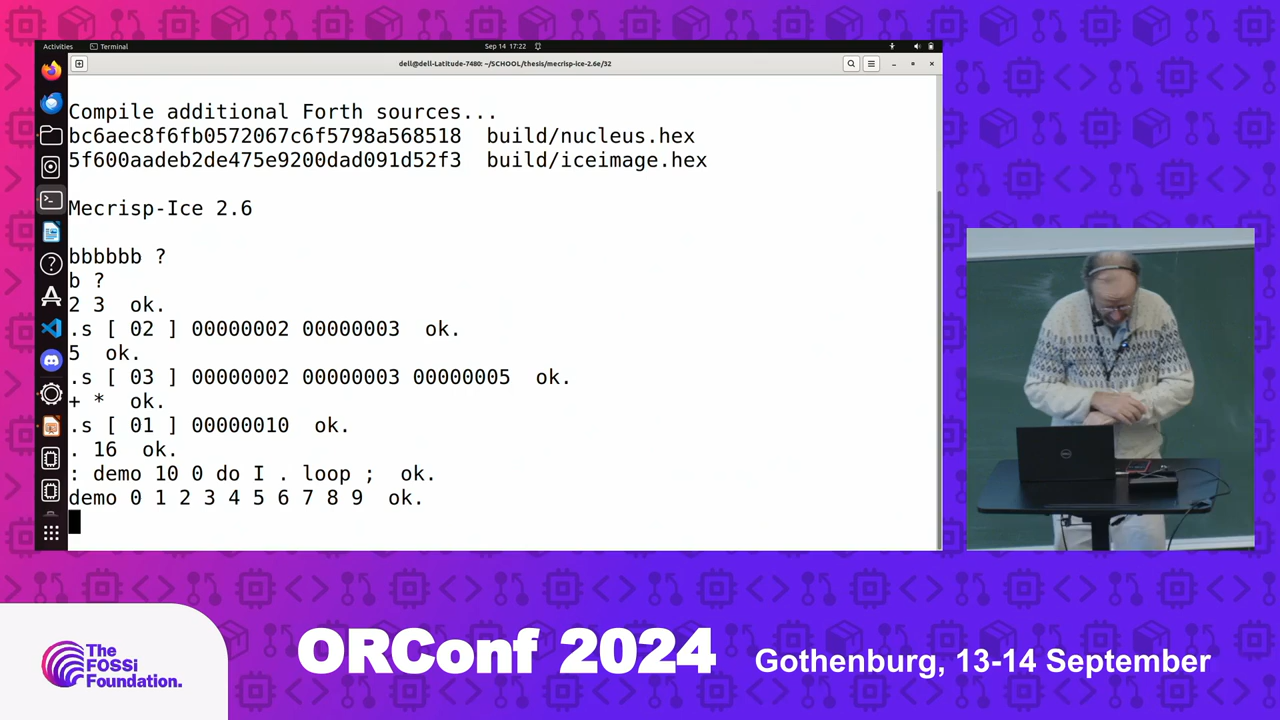 Activities
Terminal
Sep 14 17:22
dell@dell-Latitude-7480: ~/SCHOOL/thesis/mecrisp-ice-2.6e/32
Compile additional Forth sources...
bc6aec8f6fb0572067c6f5798a568518 build/nucleus.hex
5f600aadeb2de475e9200dad091d52f3 build/iceimage.hex
Mecrisp-Ice 2.6
bbbbbb ?
b ?
2 3 ok.
.s [ 02 ] 00000002 00000003 ok.
5 ok.
.s [ 03 ] 00000002 00000003 00000005 ok.
+ * ok.
.s [ 01 ] 00000010 ok.
. 16 ok.
: demo 10 0 do I . loop ; ok.
demo 0 1 2 3 4 5 6 7 8 9 ok.
The
FOSSi
Foundation.
ORConf 2024
Gothenburg, 13-14 September